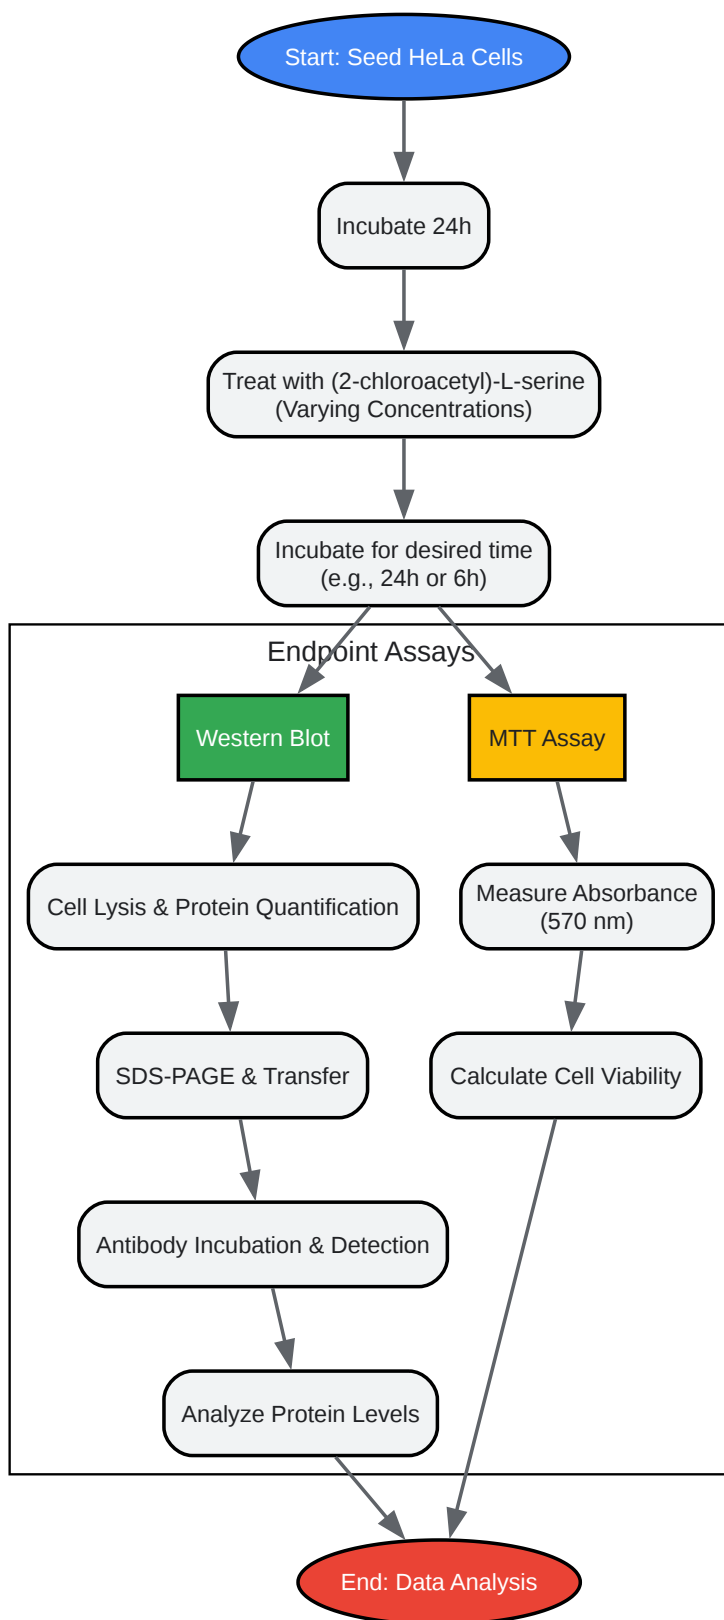 Start: Seed HeLa Cells
Incubate 24h
Treat with (2-chloroacetyl)-L-serine
(Varying Concentrations)
Incubate for desired time
(e.g., 24h or 6h)
Endpoint Assays
Western Blot
MTT Assay
Cell Lysis & Protein Quantification
Measure Absorbance
(570 nm)
SDS-PAGE & Transfer
Calculate Cell Viability
Antibody Incubation & Detection
Analyze Protein Levels
End: Data Analysis